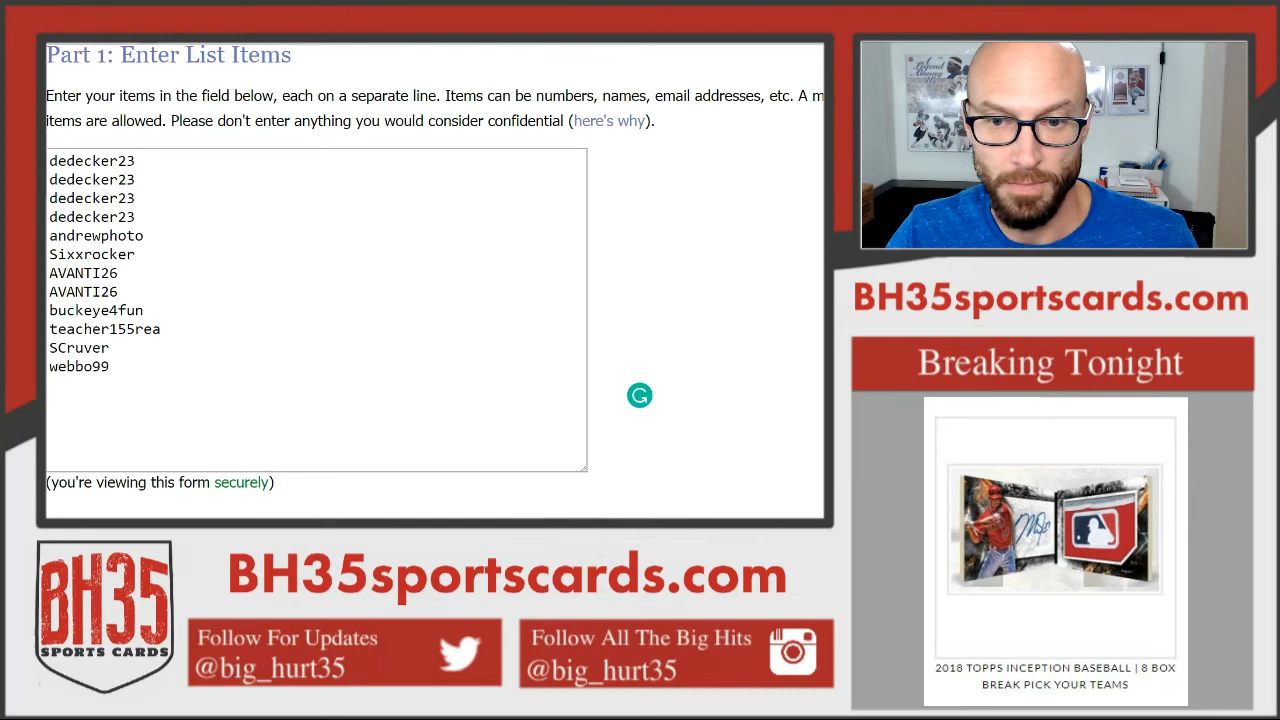 Part 1: Enter List Items
Enter your items in the field below, each on a separate line. Items can be numbers, names, email addresses, etc. A m
items are allowed. Please don't enter anything you would consider confidential (here's why).
dedecker23
dedecker23
dedecker23
dedecker23
andrewphoto
Sixxrocker
AVANTI26
AVANTI26
buckeye4fun
teacher155rea
SCruver
webbo99
(you're viewing this form securely)
BH35sportscards.com
Breaking Tonight
2018 TOPPS INCEPTION BASEBALL | 8 BOX
BREAK PICK YOUR TEAMS
BH35
SPORTS CARDS
BH35sportscards.com
Follow For Updates
@big_hurt35
Follow All The Big Hits
@big_hurt35